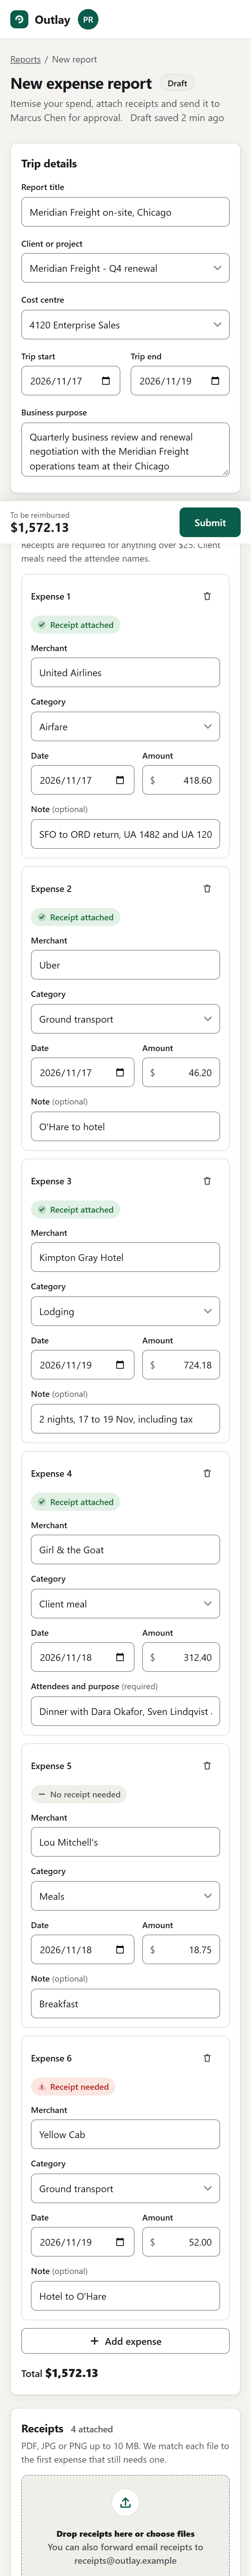 Outlay PR
Reports / New report
New expense report Draft
Itemise your spend, attach receipts and send it to
Marcus Chen for approval. Draft saved 2 min ago
Trip details
Report title
Meridian Freight on-site, Chicago
Client or project
Meridian Freight - Q4 renewal
Cost centre
4120 Enterprise Sales
Trip start Trip end
2026/11/17 2026/11/19
Business purpose
Quarterly business review and renewal
negotiation with the Meridian Freight
operations team at their Chicago
To be reimbursed
$1,572.13
Submit
Receipts are required for anything over $25. Client
meals need the attendee names.
Expense 1
Receipt attached
Merchant
United Airlines
Category
Airfare
Date Amount
2026/11/17 $ 418.60
Note (optional)
SFO to ORD return, UA 1482 and UA 120
Expense 2
Receipt attached
Merchant
Uber
Category
Ground transport
Date Amount
2026/11/17 $ 46.20
Note (optional)
O'Hare to hotel
Expense 3
Receipt attached
Merchant
Kimpton Gray Hotel
Category
Lodging
Date Amount
2026/11/19 $ 724.18
Note (optional)
2 nights, 17 to 19 Nov, including tax
Expense 4
Receipt attached
Merchant
Girl & the Goat
Category
Client meal
Date Amount
2026/11/18 $ 312.40
Attendees and purpose (required)
Dinner with Dara Okafor, Sven Lindqvist
Expense 5
No receipt needed
Merchant
Lou Mitchell's
Category
Meals
Date Amount
2026/11/18 $ 18.75
Note (optional)
Breakfast
Expense 6
Receipt needed
Merchant
Yellow Cab
Category
Ground transport
Date Amount
2026/11/19 $ 52.00
Note (optional)
Hotel to O'Hare
Add expense
Total $1,572.13
Receipts 4 attached
PDF, JPG or PNG up to 10 MB. We match each file to
the first expense that still needs one.
Drop receipts here or choose files
You can also forward email receipts to
receipts@outlay.example